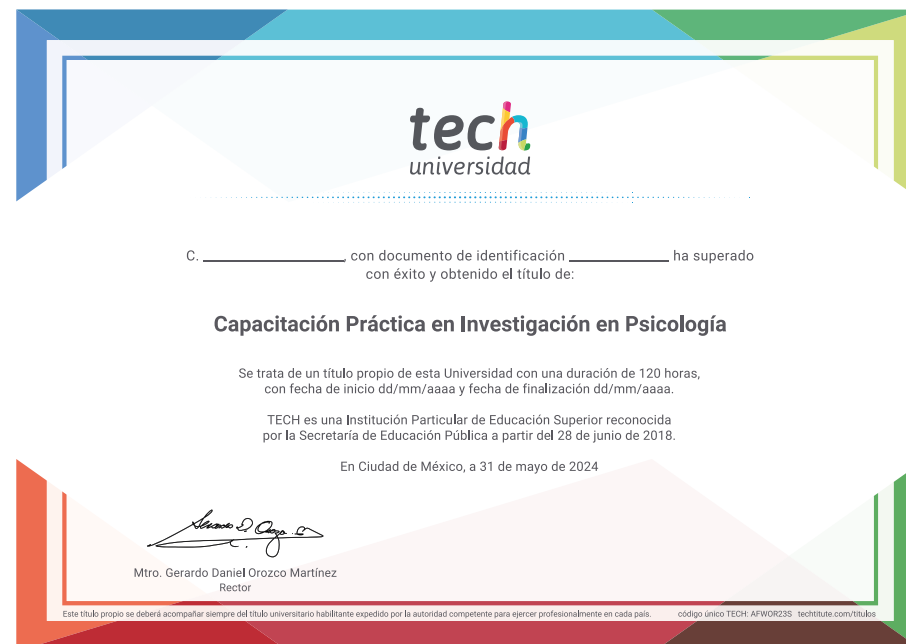 tech
universidad
C. ____________________, con documento de identificación ______________ ha superado
con éxito y obtenido el título de:
Capacitación Práctica en Investigación en Psicología
Se trata de un título propio de esta Universidad con una duración de 120 horas,
con fecha de inicio dd/mm/aaaa y fecha de finalización dd/mm/aaaa.
TECH es una Institución Particular de Educación Superior reconocida
por la Secretaría de Educación Pública a partir del 28 de junio de 2018.
En Ciudad de México, a 31 de mayo de 2024
Mtro. Gerardo Daniel Orozco Martínez
Rector
Este título propio se deberá acompañar siempre del título universitario habilitante expedido por la autoridad competente para ejercer profesionalmente en cada país. código único TECH: AFWOR23S techtitute.com/titulos